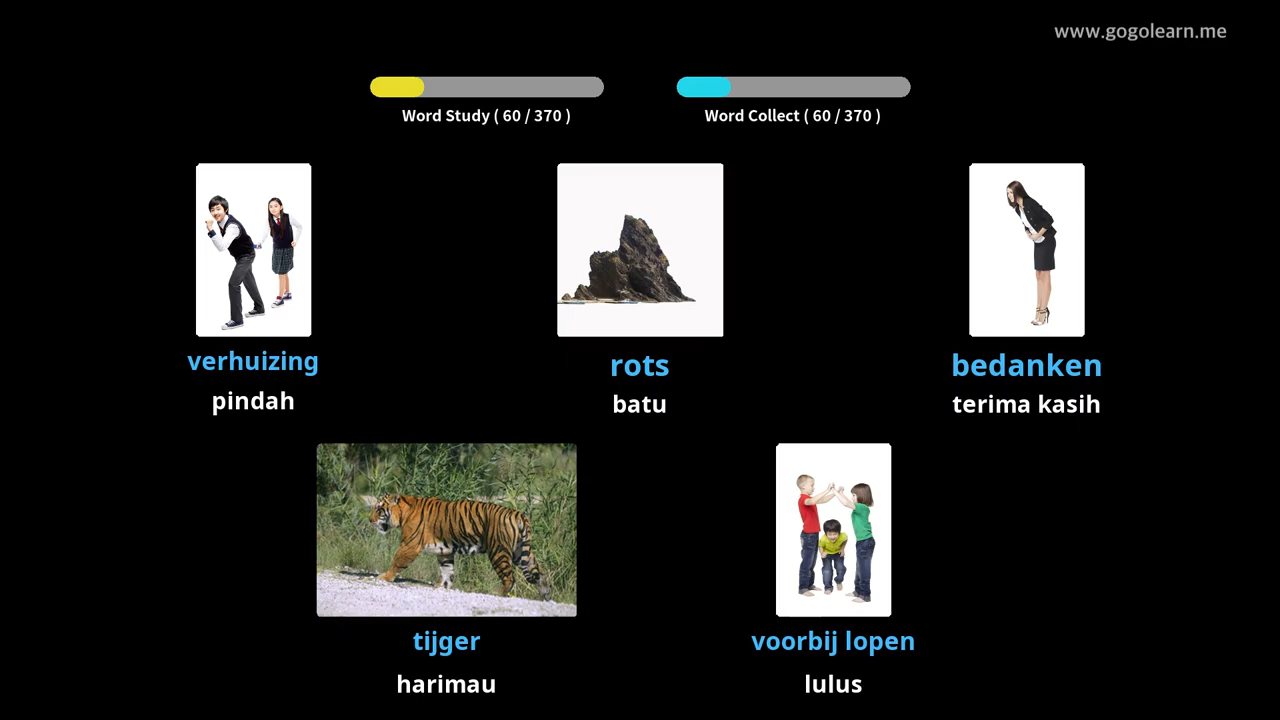 www.gogolearn.me
Word Study ( 60 / 370 )
Word Collect ( 60 / 370 )
verhuizing
pindah
rots
batu
bedanken
terima kasih
tijger
harimau
voorbij lopen
lulus